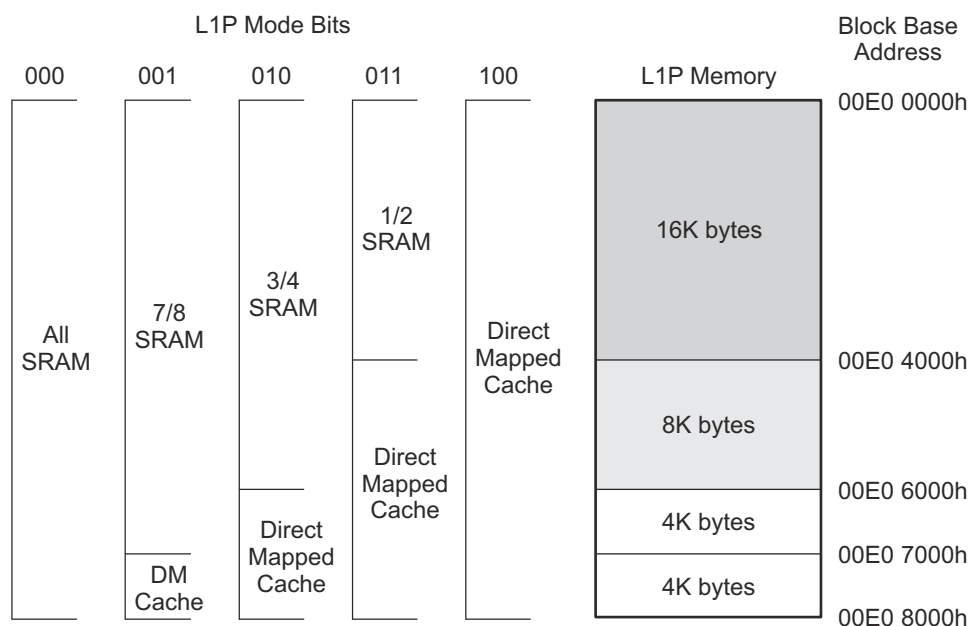 L1P Mode Bits
Block Base
Address
000 001 010 011 100 L1P Memory
00E0 0000h
1/2
SRAM
16K bytes
3/4
SRAM
7/8
SRAM
All
SRAM
Direct
Mapped
Cache
00E0 4000h
8K bytes
Direct
Mapped
Cache
00E0 6000h
4K bytes
Direct
Mapped
Cache
00E0 7000h
DM
Cache
4K bytes
00E0 8000h